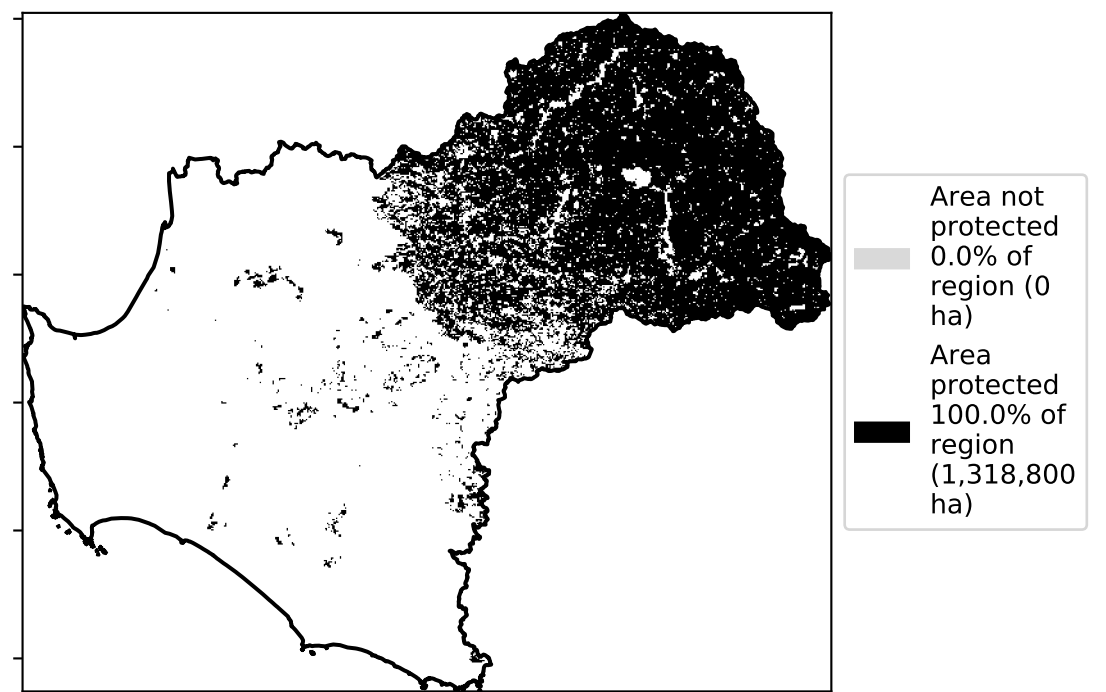 Area not
protected
0.0% of
region (0
ha)
Area
protected
100.0% of
region
(1,318,800
ha)